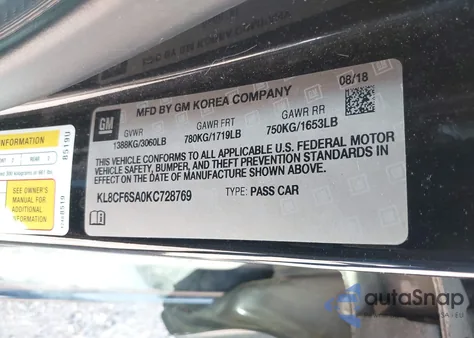 GM
MFD BY GM KOREA COMPANY
08/18
GVWR GAWR FRT GAWR RR
1388KG/3060LB 780KG/1719LB 750KG/1653LB
THIS VEHICLE CONFORMS TO ALL APPLICABLE U.S. FEDERAL MOTOR
VEHICLE SAFETY, BUMPER, AND THEFT PREVENTION STANDARDS
IN EFFECT ON THE DATE OF MANUFACTURE SHOWN ABOVE.
KL8CF6SA0KC728769 TYPE: PASS CAR
SEE OWNER'S
MANUAL FOR
ADDITIONAL
INFORMATION
8519U
autoSnap